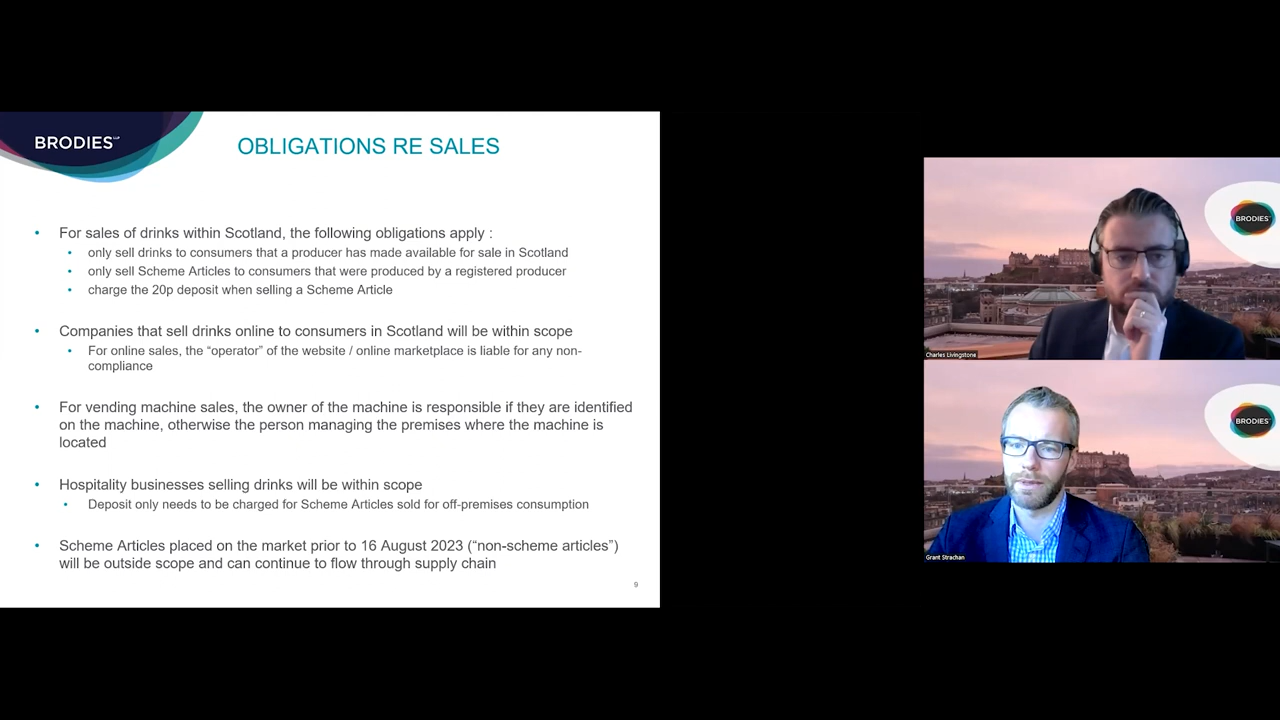 BRODIES LLP
OBLIGATIONS RE SALES
• For sales of drinks within Scotland, the following obligations apply :
• only sell drinks to consumers that a producer has made available for sale in Scotland
• only sell Scheme Articles to consumers that were produced by a registered producer
• charge the 20p deposit when selling a Scheme Article
• Companies that sell drinks online to consumers in Scotland will be within scope
• For online sales, the “operator” of the website / online marketplace is liable for any non-
compliance
• For vending machine sales, the owner of the machine is responsible if they are identified
on the machine, otherwise the person managing the premises where the machine is
located
• Hospitality businesses selling drinks will be within scope
• Deposit only needs to be charged for Scheme Articles sold for off-premises consumption
• Scheme Articles placed on the market prior to 16 August 2023 (“non-scheme articles”)
will be outside scope and can continue to flow through supply chain
9
BRODIES
Charles Livingstone
BRODIES
Grant Strachan